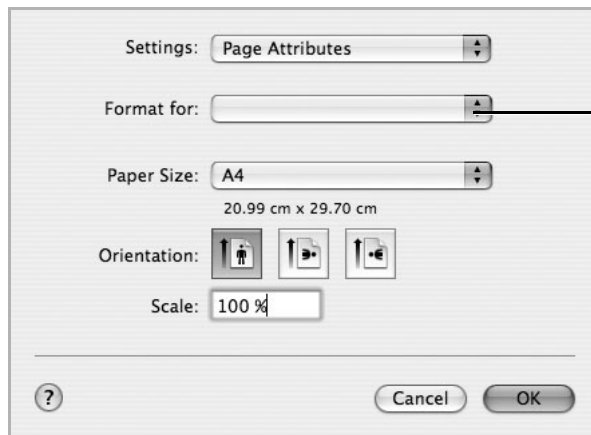 Settings: Page Attributes
Format for:
Paper Size: A4
20.99 cm x 29.70 cm
Orientation:
Scale: 100 %
? Cancel OK